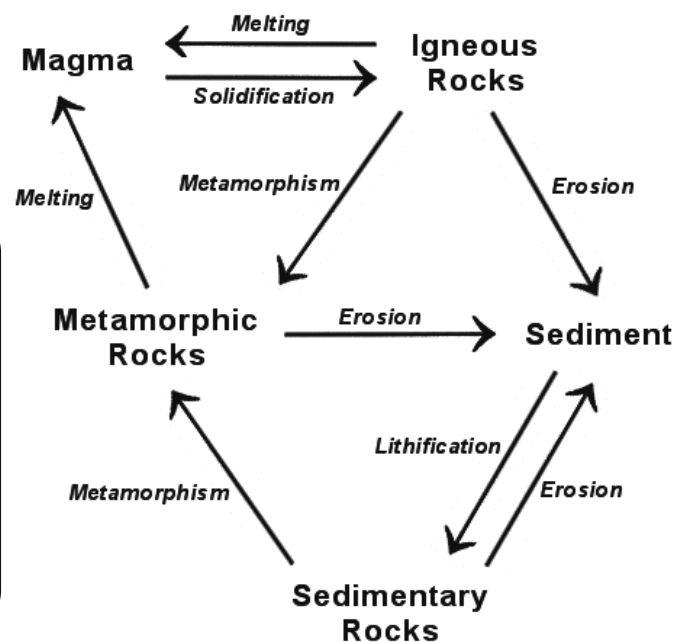 Melting
Magma
Igneous
Rocks
Solidification
Metamorphism
Erosion
Melting
Metamorphic
Rocks
Erosion
Sediment
Lithification
Metamorphism
Erosion
Sedimentary
Rocks